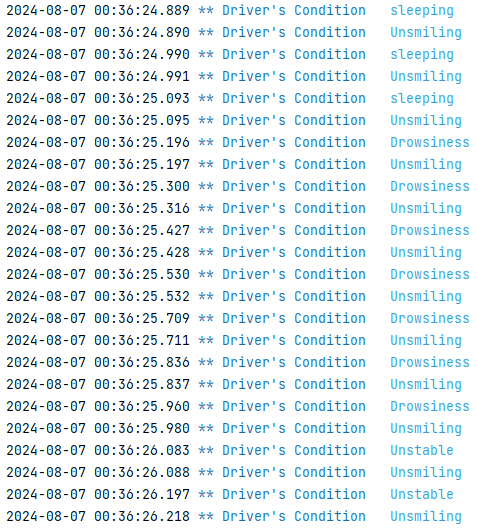 2024-08-07 00:36:24.889 ** Driver's Condition   sleeping
2024-08-07 00:36:24.890 ** Driver's Condition   Unsmiling
2024-08-07 00:36:24.990 ** Driver's Condition   sleeping
2024-08-07 00:36:24.991 ** Driver's Condition   Unsmiling
2024-08-07 00:36:25.093 ** Driver's Condition   sleeping
2024-08-07 00:36:25.095 ** Driver's Condition   Unsmiling
2024-08-07 00:36:25.196 ** Driver's Condition   Drowsiness
2024-08-07 00:36:25.197 ** Driver's Condition   Unsmiling
2024-08-07 00:36:25.300 ** Driver's Condition   Drowsiness
2024-08-07 00:36:25.316 ** Driver's Condition   Unsmiling
2024-08-07 00:36:25.427 ** Driver's Condition   Drowsiness
2024-08-07 00:36:25.428 ** Driver's Condition   Unsmiling
2024-08-07 00:36:25.530 ** Driver's Condition   Drowsiness
2024-08-07 00:36:25.532 ** Driver's Condition   Unsmiling
2024-08-07 00:36:25.709 ** Driver's Condition   Drowsiness
2024-08-07 00:36:25.711 ** Driver's Condition   Unsmiling
2024-08-07 00:36:25.836 ** Driver's Condition   Drowsiness
2024-08-07 00:36:25.837 ** Driver's Condition   Unsmiling
2024-08-07 00:36:25.960 ** Driver's Condition   Drowsiness
2024-08-07 00:36:25.980 ** Driver's Condition   Unsmiling
2024-08-07 00:36:26.083 ** Driver's Condition   Unstable
2024-08-07 00:36:26.088 ** Driver's Condition   Unsmiling
2024-08-07 00:36:26.197 ** Driver's Condition   Unstable
2024-08-07 00:36:26.218 ** Driver's Condition   Unsmiling